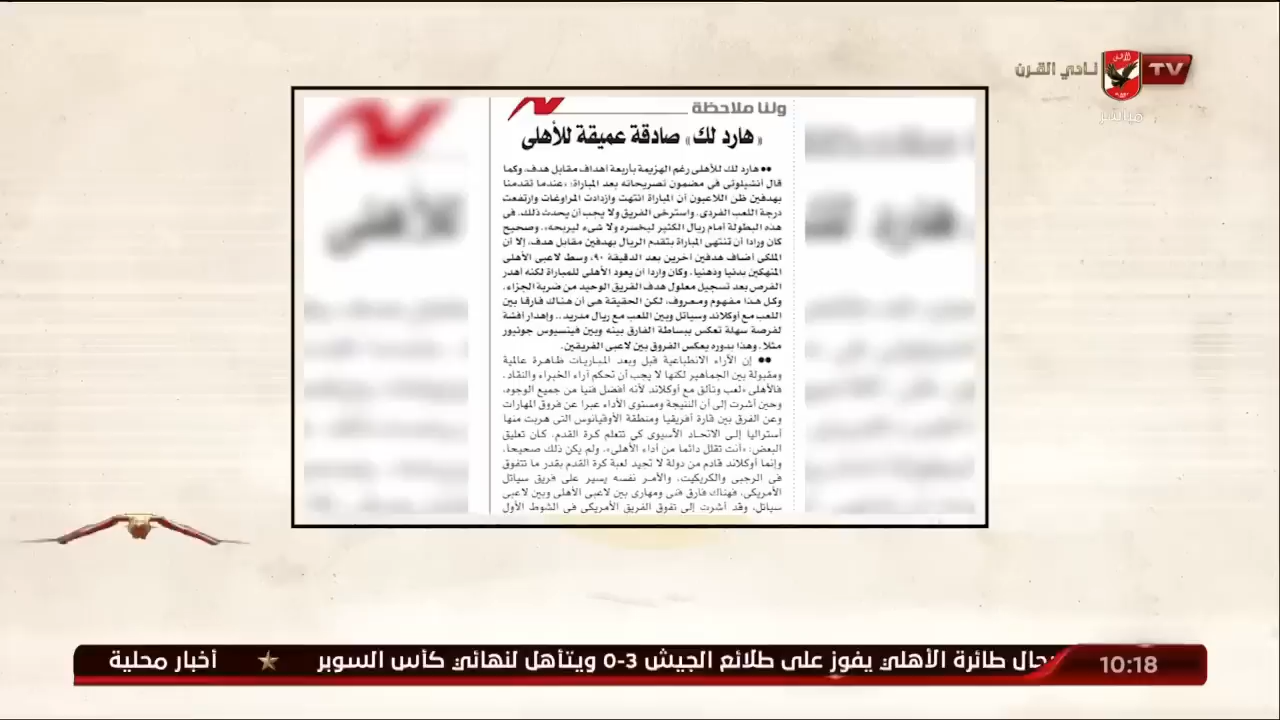 TV
نادي القرن
الأهلي
مباشر
ولنا ملاحظة
« هارد لك» صادقة عميقة للأهلى
●● هارد لك للأهلى رغم الهزيمة بأربعة أهداف مقابل هدف، وكما
قال أنشيلوتى فى مضمون تصريحاته بعد المباراة: «عندما تقدمنا
بهدفين ظن اللاعبون أن المباراة انتهت وازدادت المراوغات وارتفعت
درجة اللعب الفردى. واسترخى الفريق ولا يجب أن يحدث ذلك، فى
هذه البطولة أمام ريال الكثير ليخسره ولا شىء ليربحه». وصحيح
كان واردا أن تنتهى المباراة بتقدم الريال بهدفين مقابل هدف، إلا أن
الملكى أضاف هدفين آخرين بعد الدقيقة ٩٠، وسط لاعبى الأهلى
المنهكين بدنيا وذهنيا. وكان واردا أن يعود الأهلى للمباراة لكنه أهدر
الفرص بعد تسجيل معلول هدف الفريق الوحيد من ضربة الجزاء.
وكل هذا مفهوم ومعروف، لكن الحقيقة هى أن هناك فارقا بين
اللعب مع أوكلاند وسياتل وبين اللعب مع ريال مدريد.. وإهدار أفشة
لفرصة سهلة تعكس ببساطة الفارق بينه وبين فينسيوس جونيور
مثلا. وهذا بدوره يعكس الفروق بين لاعبى الفريقين.
●● إن الآراء الانطباعية قبل وبعد المباريات ظاهرة عالمية
ومقبولة بين الجماهير لكنها لا يجب أن تحكم آراء الخبراء والنقاد.
فالأهلى لعب وتألق مع أوكلاند لأنه أفضل فنيا من جميع الوجوه،
وحين أشرت إلى أن النتيجة ومستوى الأداء عبرا عن فروق المهارات
وعن الفرق بين قارة أفريقيا ومنطقة الأوقيانوس التى هربت منها
أستراليا إلى الاتحاد الآسيوى كى تتعلم كرة القدم. كان تعليق
البعض: «أنت تقلل دائما من أداء الأهلى». ولم يكن ذلك صحيحا،
وإنما أوكلاند قادم من دولة لا تجيد لعبة كرة القدم بقدر ما تتفوق
فى الرجبى والكريكيت، والأمر نفسه يسير على فريق سياتل
الأمريكى، فهناك فارق فنى ومهارى بين لاعبى الأهلى وبين لاعبى
سياتل، وقد أشرت إلى تفوق الفريق الأمريكى فى الشوط الأول
للأهلى
هارد لك
10:18
رجال طائرة الأهلي يفوز على طلائع الجيش 3-0 ويتأهل لنهائي كأس السوبر ★ أخبار محلية